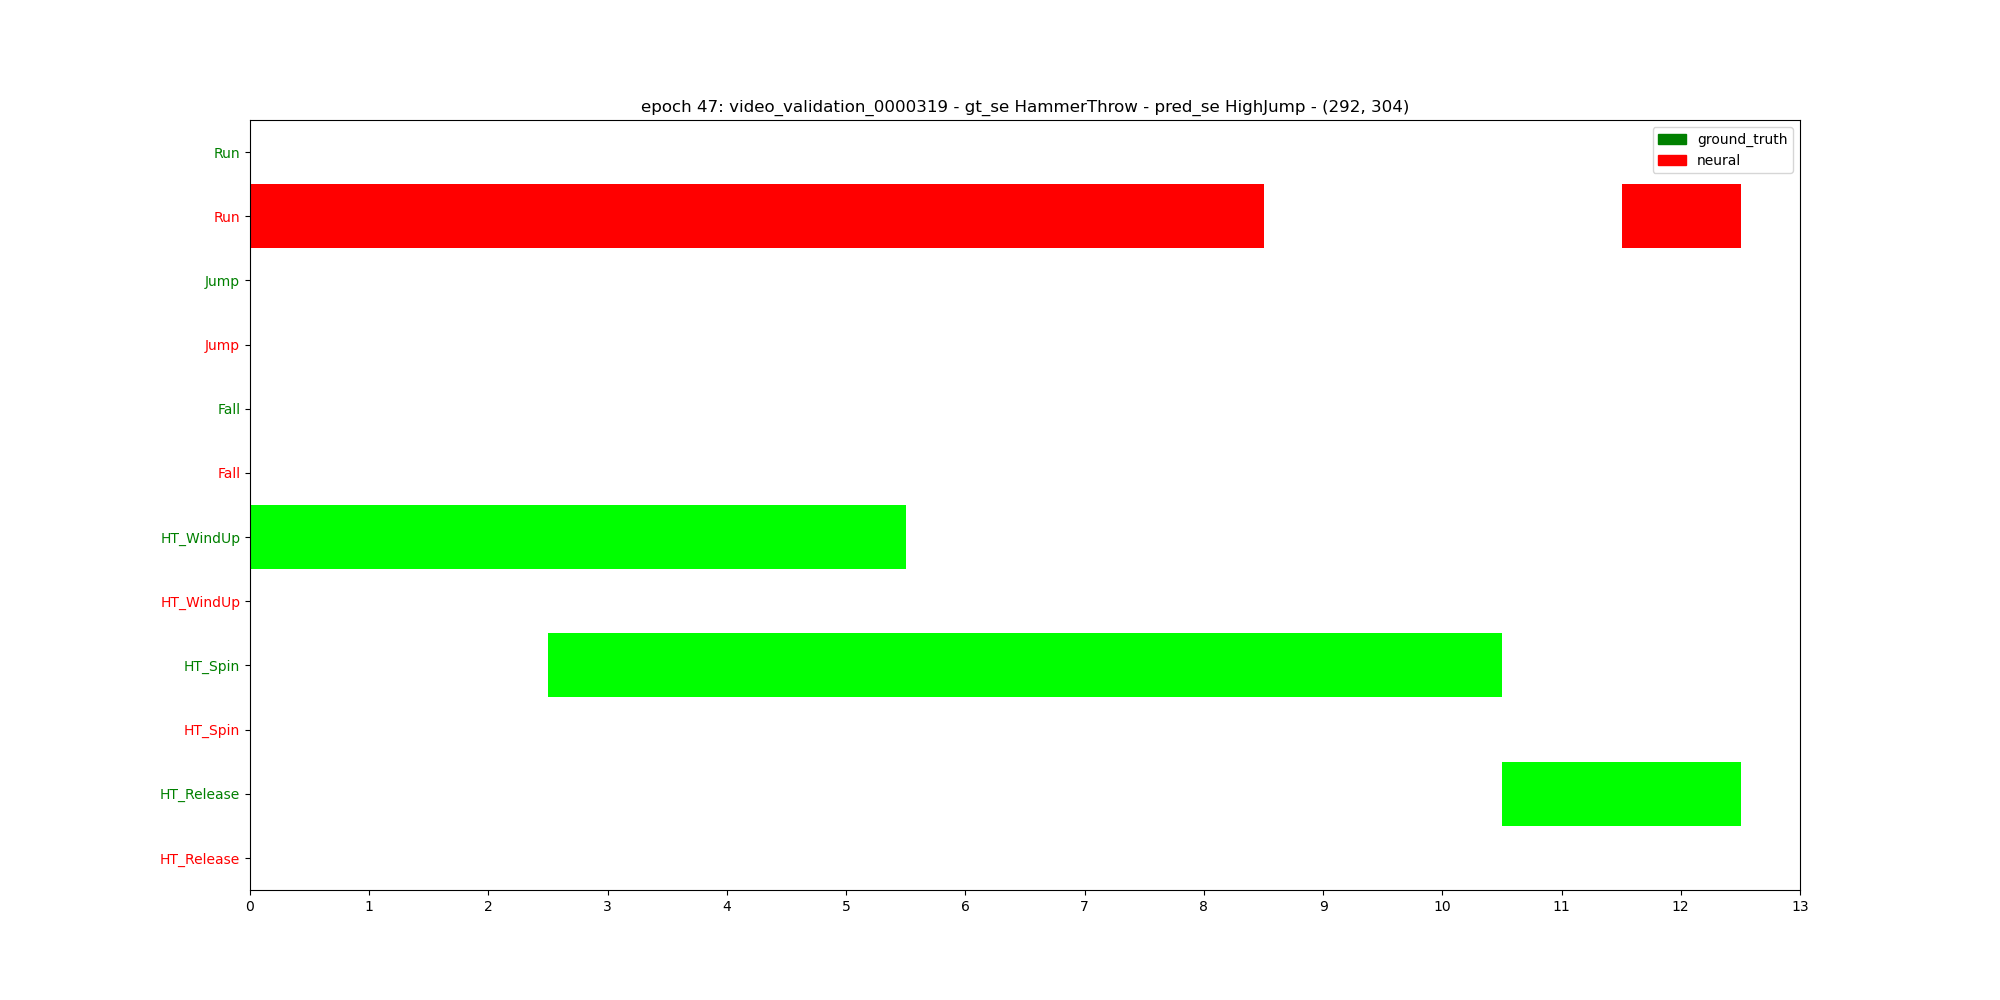 epoch 47: video_validation_0000319 - gt_se HammerThrow - pred_se HighJump - (292, 304)
ground_truth
neural
Run
Run
Jump
Jump
Fall
Fall
HT_WindUp
HT_WindUp
HT_Spin
HT_Spin
HT_Release
HT_Release
0 1 2 3 4 5 6 7 8 9 10 11 12 13